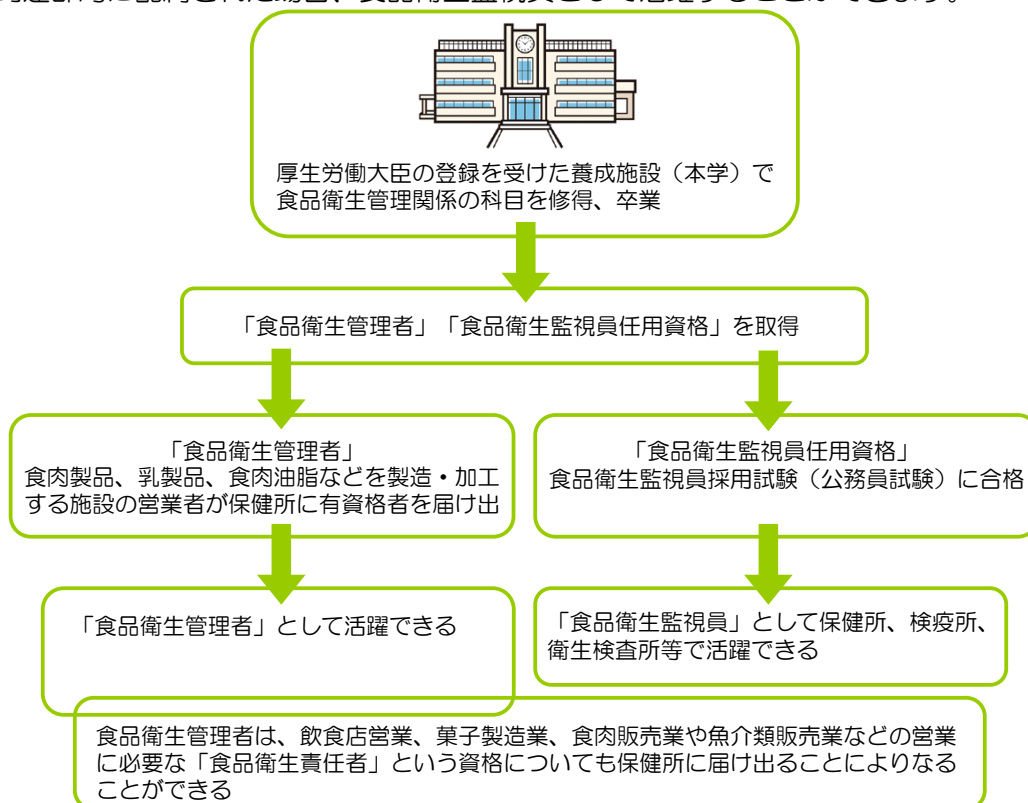 厚生労働大臣の登録を受けた養成施設（本学）で
食品衛生管理関係の科目を修得、卒業
「食品衛生管理者」「食品衛生監視員任用資格」を取得
「食品衛生管理者」
食肉製品、乳製品、食肉油脂などを製造・加工
する施設の営業者が保健所に有資格者を届け出
「食品衛生監視員任用資格」
食品衛生監視員採用試験（公務員試験）に合格
「食品衛生管理者」として活躍できる
「食品衛生監視員」として保健所、検疫所、
衛生検査所等で活躍できる
食品衛生管理者は、飲食店営業、菓子製造業、食肉販売業や魚介類販売業などの営業
に必要な「食品衛生責任者」という資格についても保健所に届け出ることによりなる
ことができる